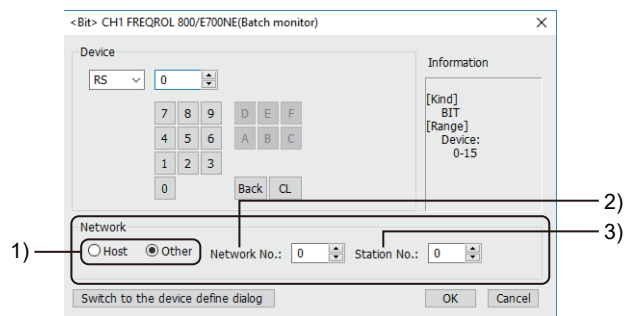 <Bit> CH1 FREQROL 800/E700NE(Batch monitor)
Device
RS 0
7 8 9 D E F
4 5 6 A B C
1 2 3
0 Back CL
Information
[Kind]
BIT
[Range]
Device:
0-15
2)
3)
Network
1) Host Other Network No.: 0 Station No.: 0
Switch to the device define dialog OK Cancel